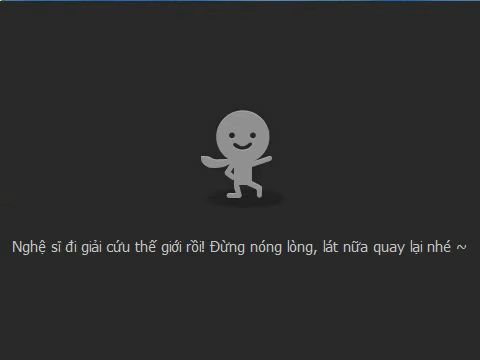 Nghệ sĩ đi giải cứu thế giới rồi! Đừng nóng lòng, lát nữa quay lại nhé ~